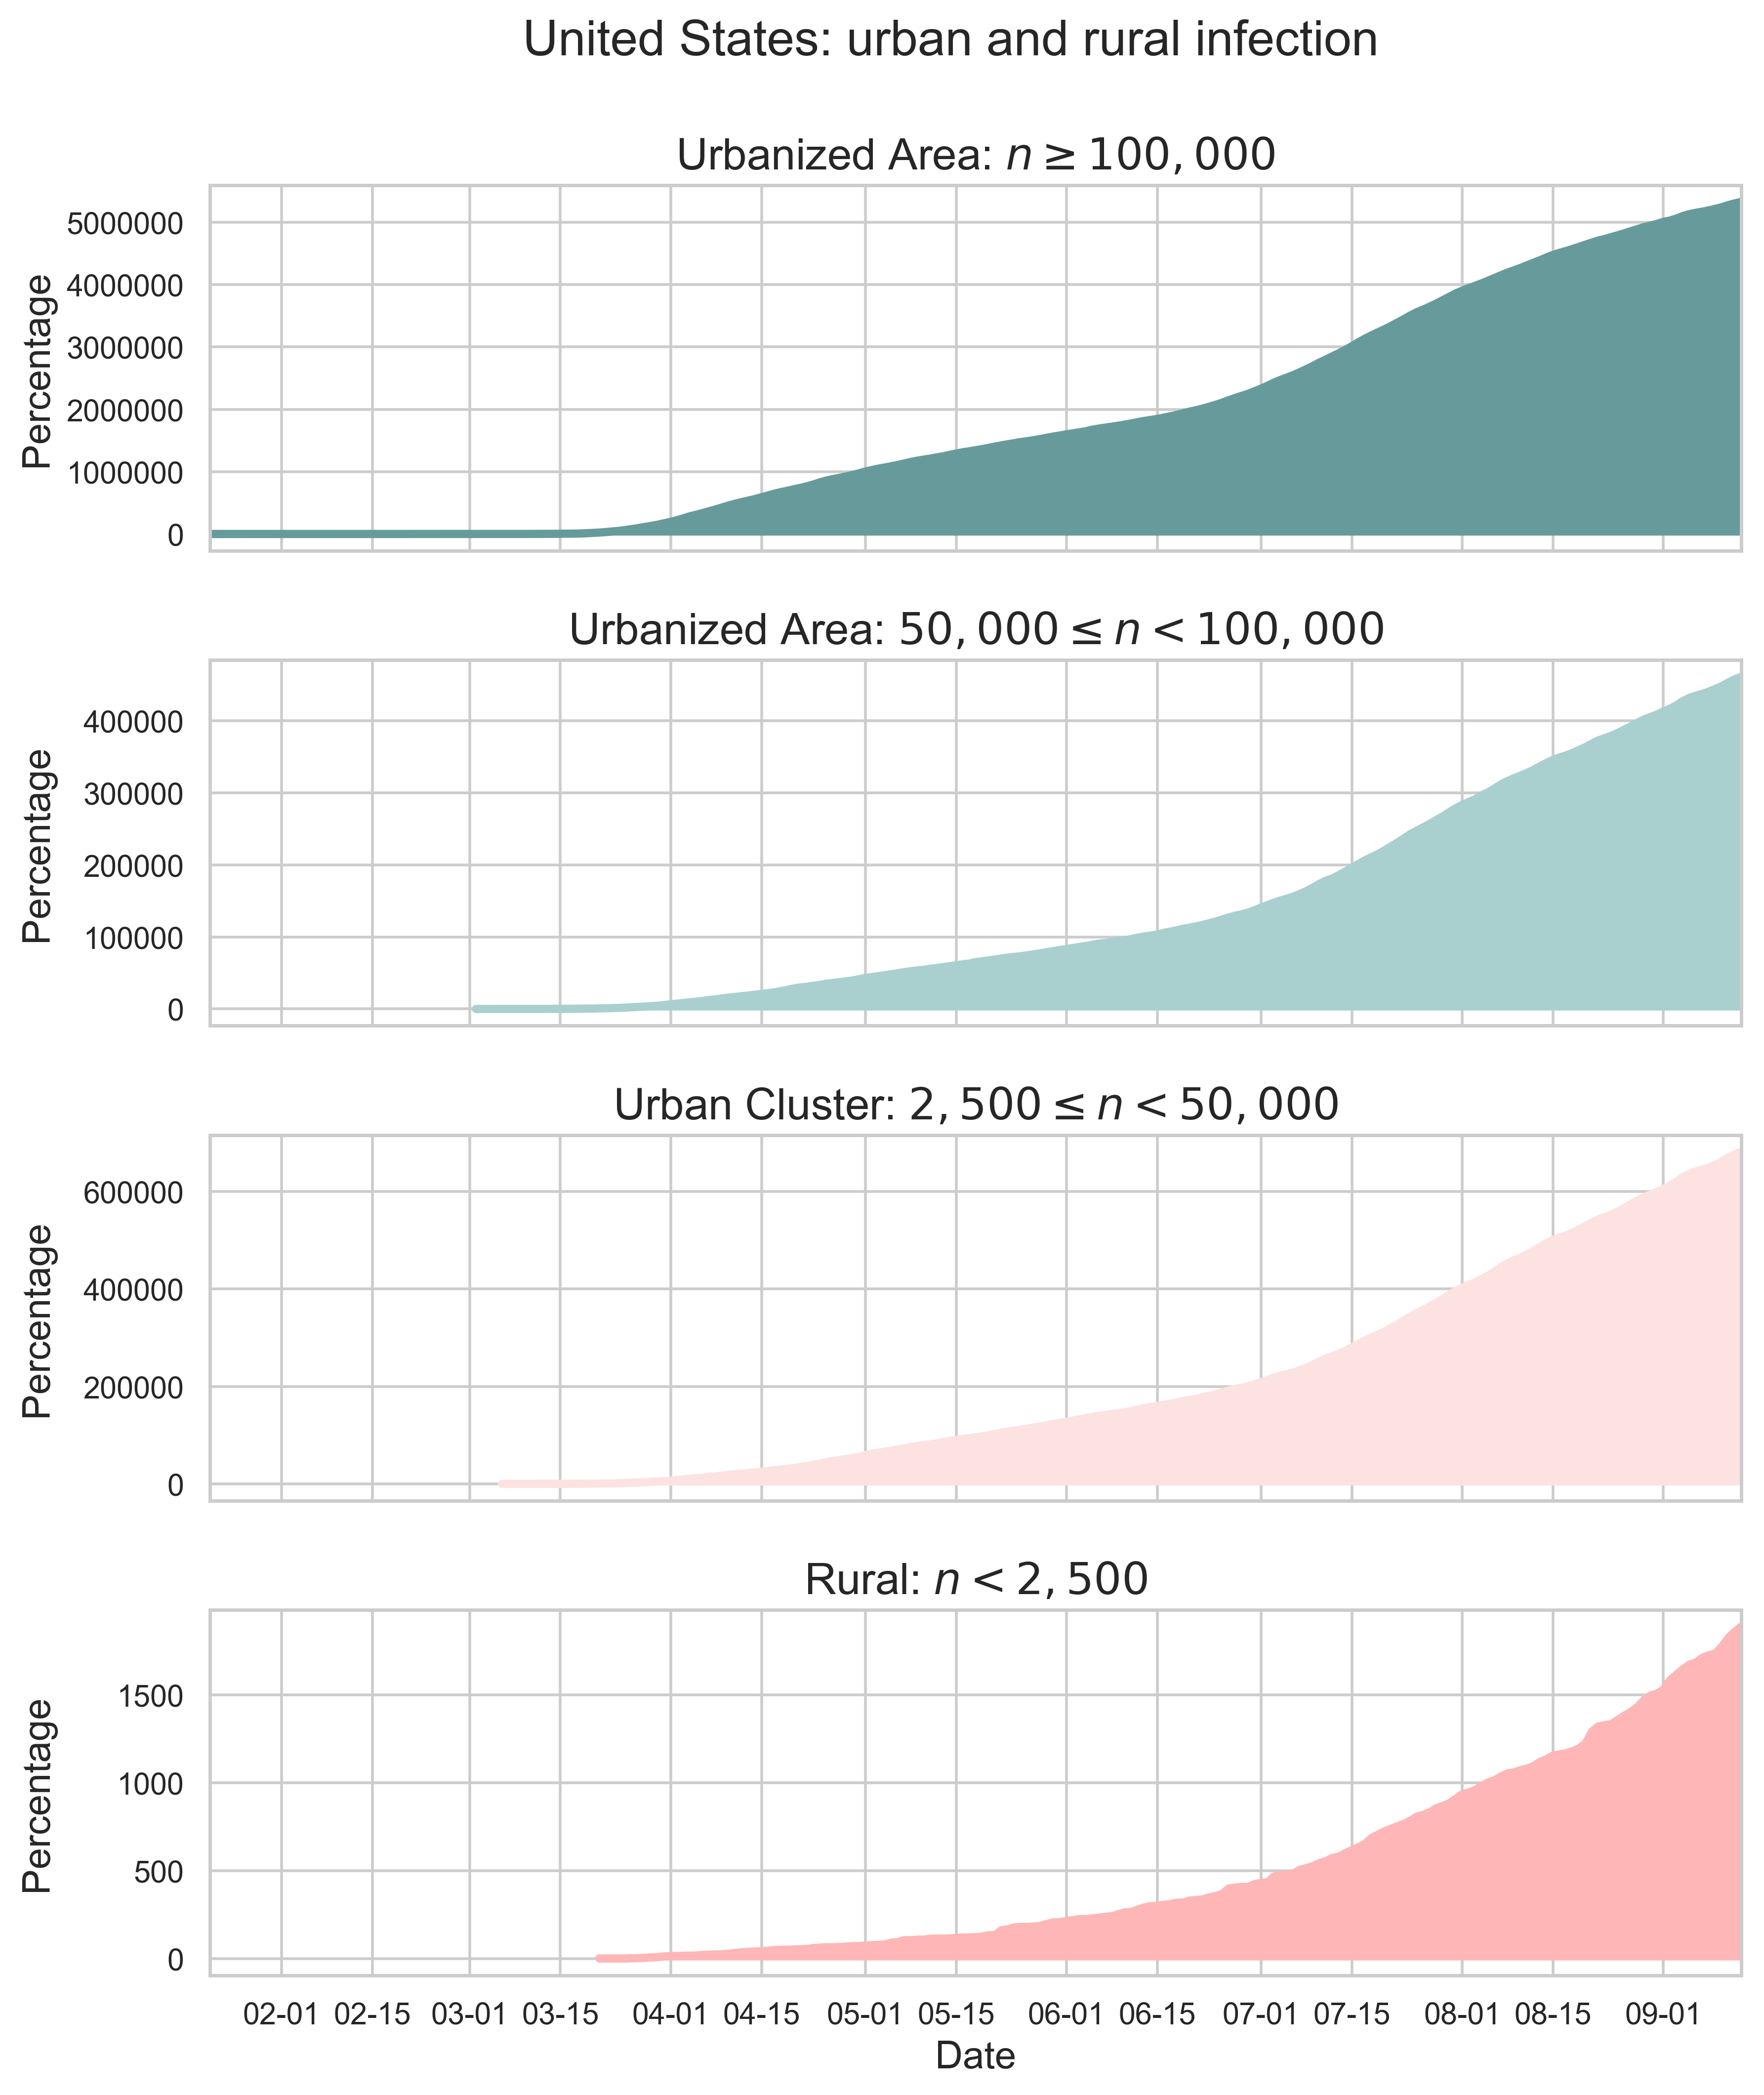 United States: urban and rural infection
Urbanized Area: n ≥ 100,000
Percentage
5000000
4000000
3000000
2000000
1000000
0
Urbanized Area: 50,000 ≤ n < 100,000
Percentage
400000
300000
200000
100000
0
Urban Cluster: 2,500 ≤ n < 50,000
Percentage
600000
400000
200000
0
Rural: n < 2,500
Percentage
1500
1000
500
0
02-01 02-15 03-01 03-15 04-01 04-15 05-01 05-15 06-01 06-15 07-01 07-15 08-01 08-15 09-01
Date